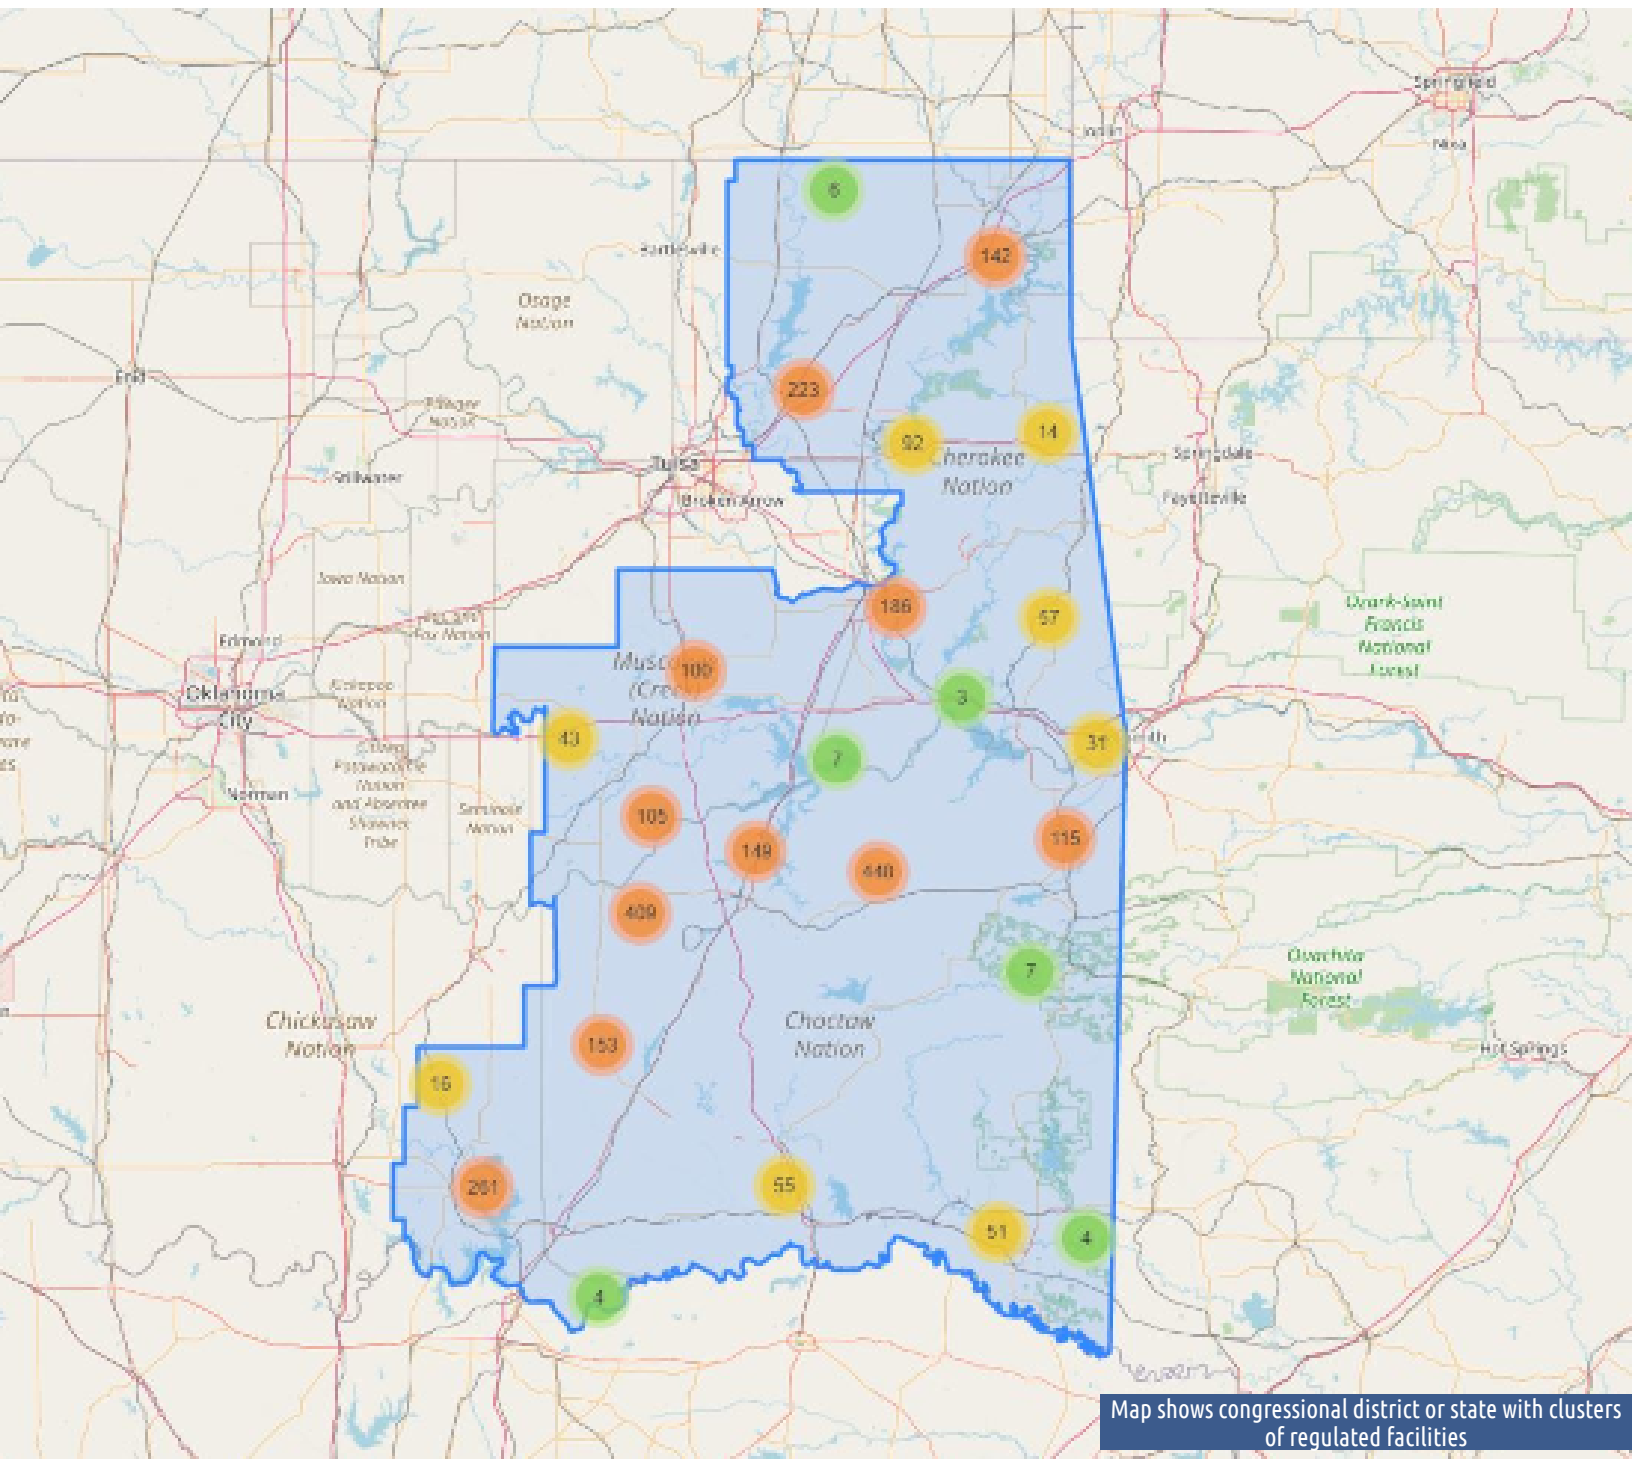 Springfield
Joplin
Nixa
6
Bartlesville
142
Osage
Nation
Enid
223
Pawnee
Nation
92
14
Cherokee
Nation
Springdale
Tulsa
Stillwater
Broken Arrow
Fayetteville
Iowa Nation
186
57
Ozark-Saint
Francis
National
Forest
Sac and
Fox Nation
Edmond
100
Oklahoma
City
Kickapoo
Nation
Nation
3
43
31
7
Citizen
Potawatomie
Nation
and Absentee
Shawnee
Tribe
Norman
Seminole
Nation
105
149
115
409
7
Ouachita
National
Forest
Chickasaw
Nation
Choctaw
Nation
153
Hot Springs
16
261
55
51
4
4
Map shows congressional district or state with clusters
of regulated facilities